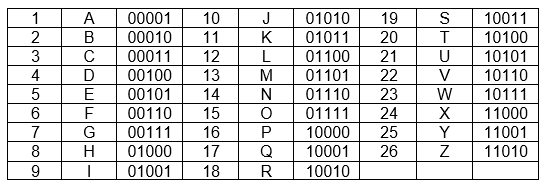 1 A 00001 10 J 01010 19 S 10011
2 B 00010 11 K 01011 20 T 10100
3 C 00011 12 L 01100 21 U 10101
4 D 00100 13 M 01101 22 V 10110
5 E 00101 14 N 01110 23 W 10111
6 F 00110 15 O 01111 24 X 11000
7 G 00111 16 P 10000 25 Y 11001
8 H 01000 17 Q 10001 26 Z 11010
9 I 01001 18 R 10010